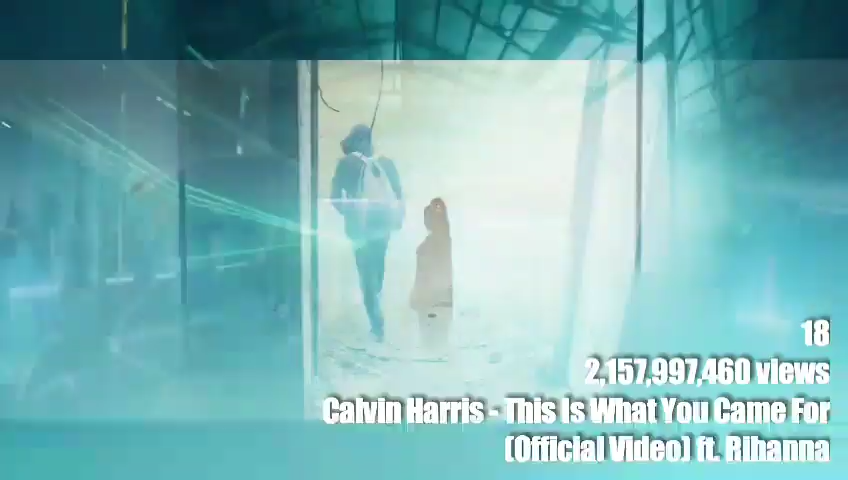 18
2,157,997,460 views
Calvin Harris - This Is What You Came For
(Official Video) ft. Rihanna